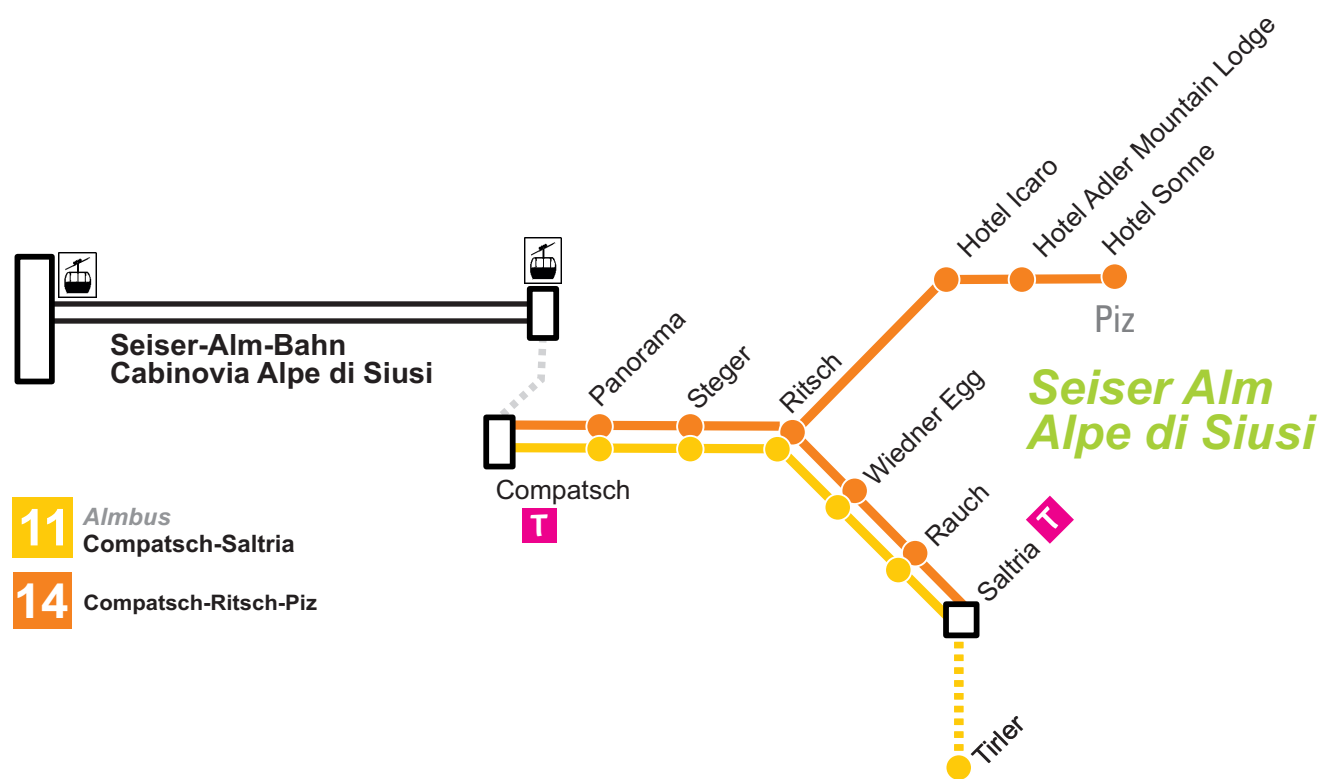 Hotel Icaro
Hotel Adler Mountain Lodge
Hotel Sonne
Piz
Seiser-Alm-Bahn
Cabinovia Alpe di Siusi
Panorama
Steger
Ritsch
Wiedner Egg
Rauch
Saltria T
Seiser Alm
Alpe di Siusi
Compatsch
T
11 Almbus
Compatsch-Saltria
14 Compatsch-Ritsch-Piz
Tirler